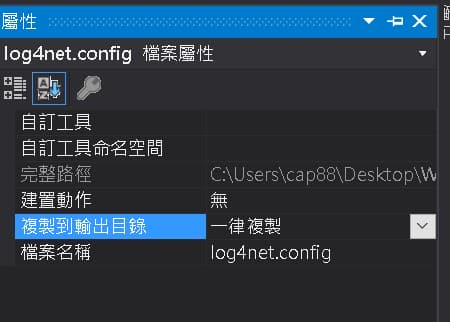 屬性
log4net.config 檔案屬性
自訂工具
自訂工具命名空間
完整路徑 C:\Users\cap88\Desktop\W
建置動作 無
複製到輸出目錄 一律複製
檔案名稱 log4net.config